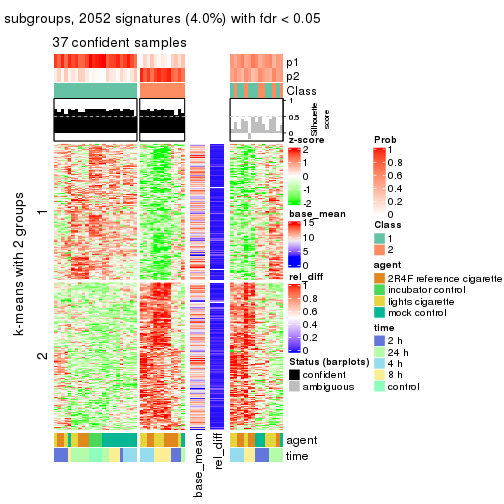 subgroups, 2052 signatures (4.0%) with fdr < 0.05
37 confident samples
p1
p2
Class
1
0.5
0
Silhouette
score
k-means with 2 groups
1
2
z-score
2
1
0
-1
-2
base_mean
15
10
5
0
rel_diff
1
0.8
0.6
0.4
0.2
0
Status (barplots)
confident
ambiguous
Prob
1
0.8
0.6
0.4
0.2
0
Class
1
2
agent
2R4F reference cigarette
incubator control
lights cigarette
mock control
time
2 h
24 h
4 h
8 h
control
agent
time
base_mean
rel_diff